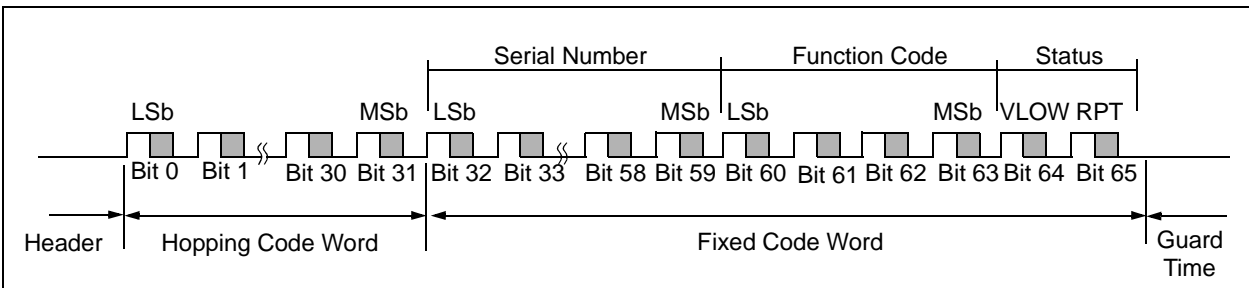 Serial Number Function Code Status
LSb MSb LSb MSb LSb MSb VLOW RPT
Bit 0 Bit 1 Bit 30 Bit 31 Bit 32 Bit 33 Bit 58 Bit 59 Bit 60 Bit 61 Bit 62 Bit 63 Bit 64 Bit 65
Header Hopping Code Word Fixed Code Word Guard
Time